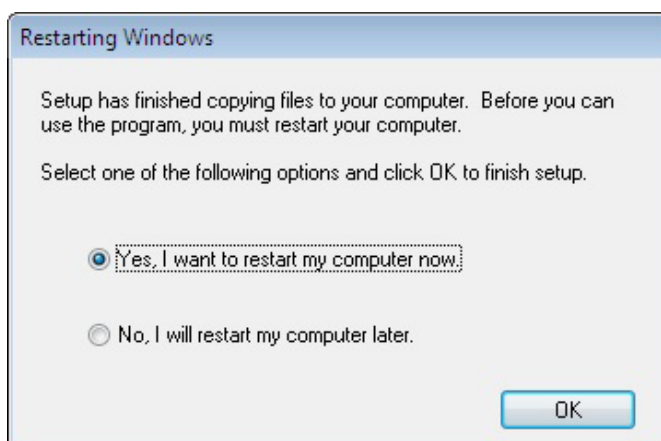 Restarting Windows
Setup has finished copying files to your computer.  Before you can
use the program, you must restart your computer.
Select one of the following options and click OK to finish setup.
Yes, I want to restart my computer now.
No, I will restart my computer later.
OK